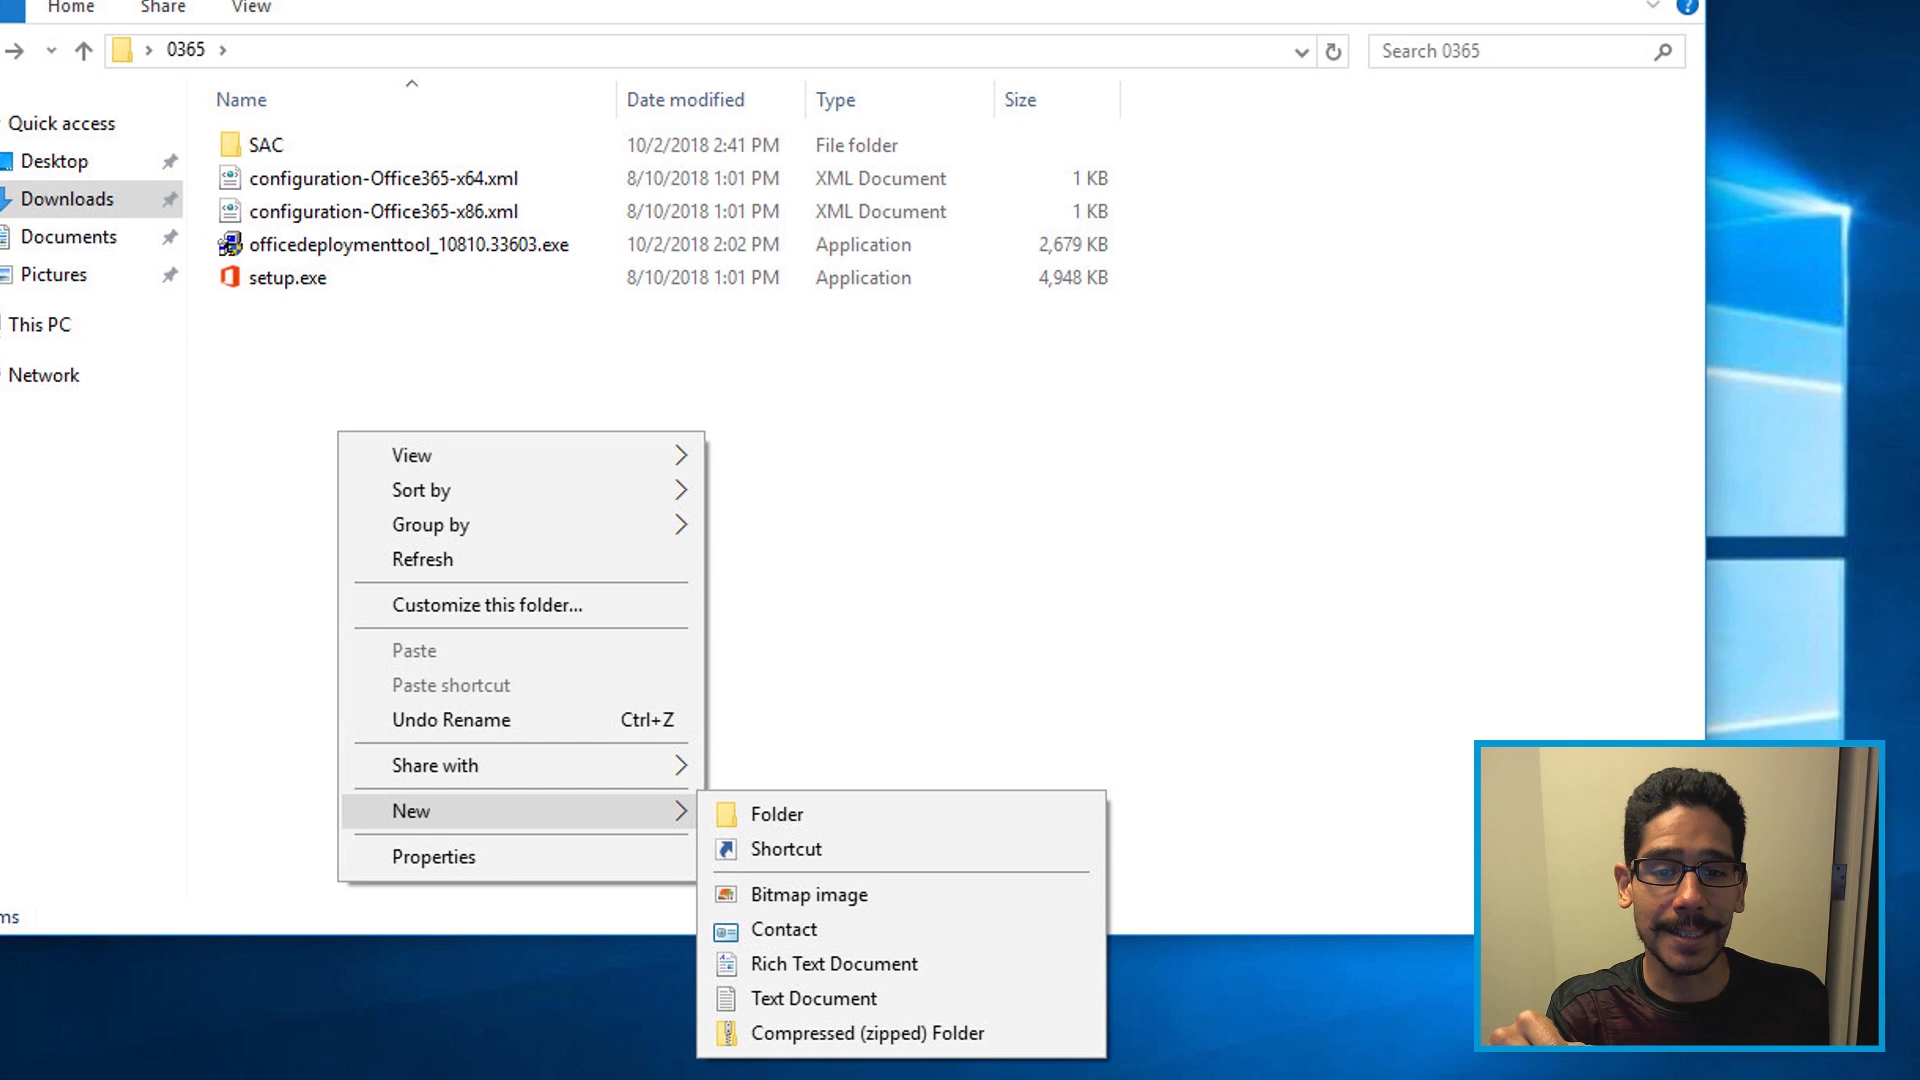 Home Share View
0365
Search 0365
Name Date modified Type Size
Quick access
Desktop
Downloads
Documents
Pictures
This PC
Network
SAC 10/2/2018 2:41 PM File folder
configuration-Office365-x64.xml 8/10/2018 1:01 PM XML Document 1 KB
configuration-Office365-x86.xml 8/10/2018 1:01 PM XML Document 1 KB
officedeploymenttool_10810.33603.exe 10/2/2018 2:02 PM Application 2,679 KB
setup.exe 8/10/2018 1:01 PM Application 4,948 KB
View
Sort by
Group by
Refresh
Customize this folder...
Paste
Paste shortcut
Undo Rename Ctrl+Z
Share with
New
Properties
Folder
Shortcut
Bitmap image
Contact
Rich Text Document
Text Document
Compressed (zipped) Folder
ms